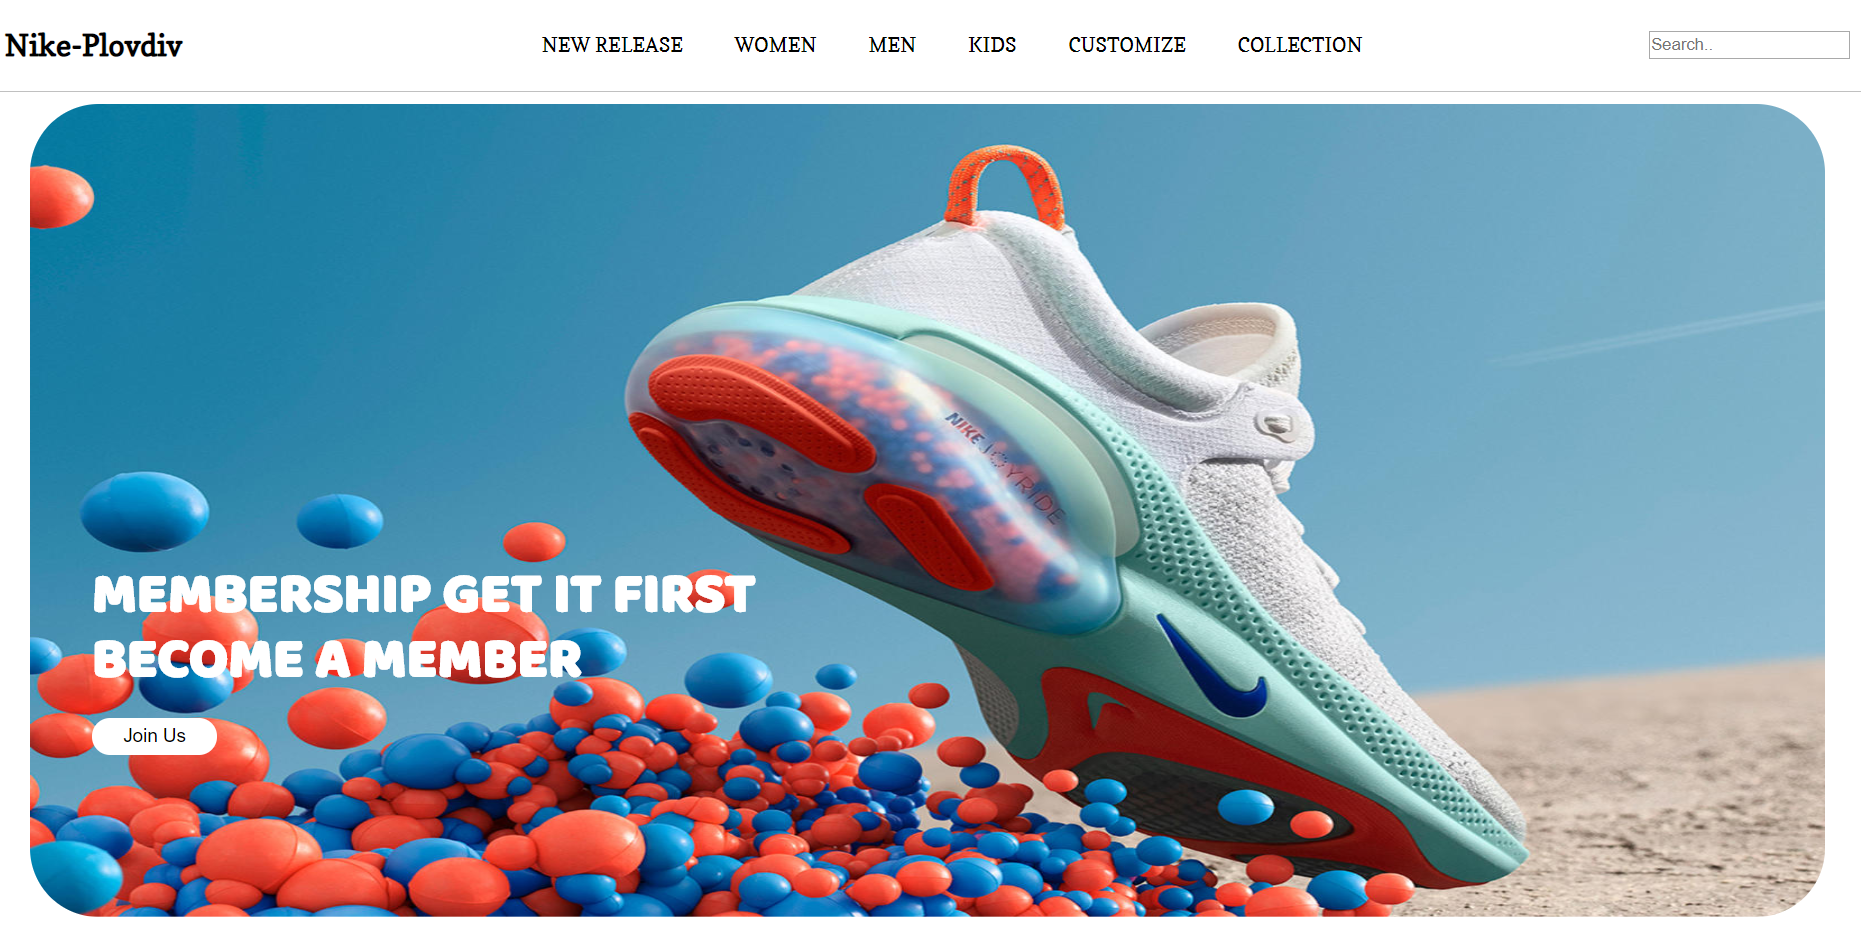 Nike-Plovdiv
NEW RELEASE WOMEN MEN KIDS CUSTOMIZE COLLECTION
Search..
NIKE JOYRIDE
MEMBERSHIP GET IT FIRST
BECOME A MEMBER
Join Us